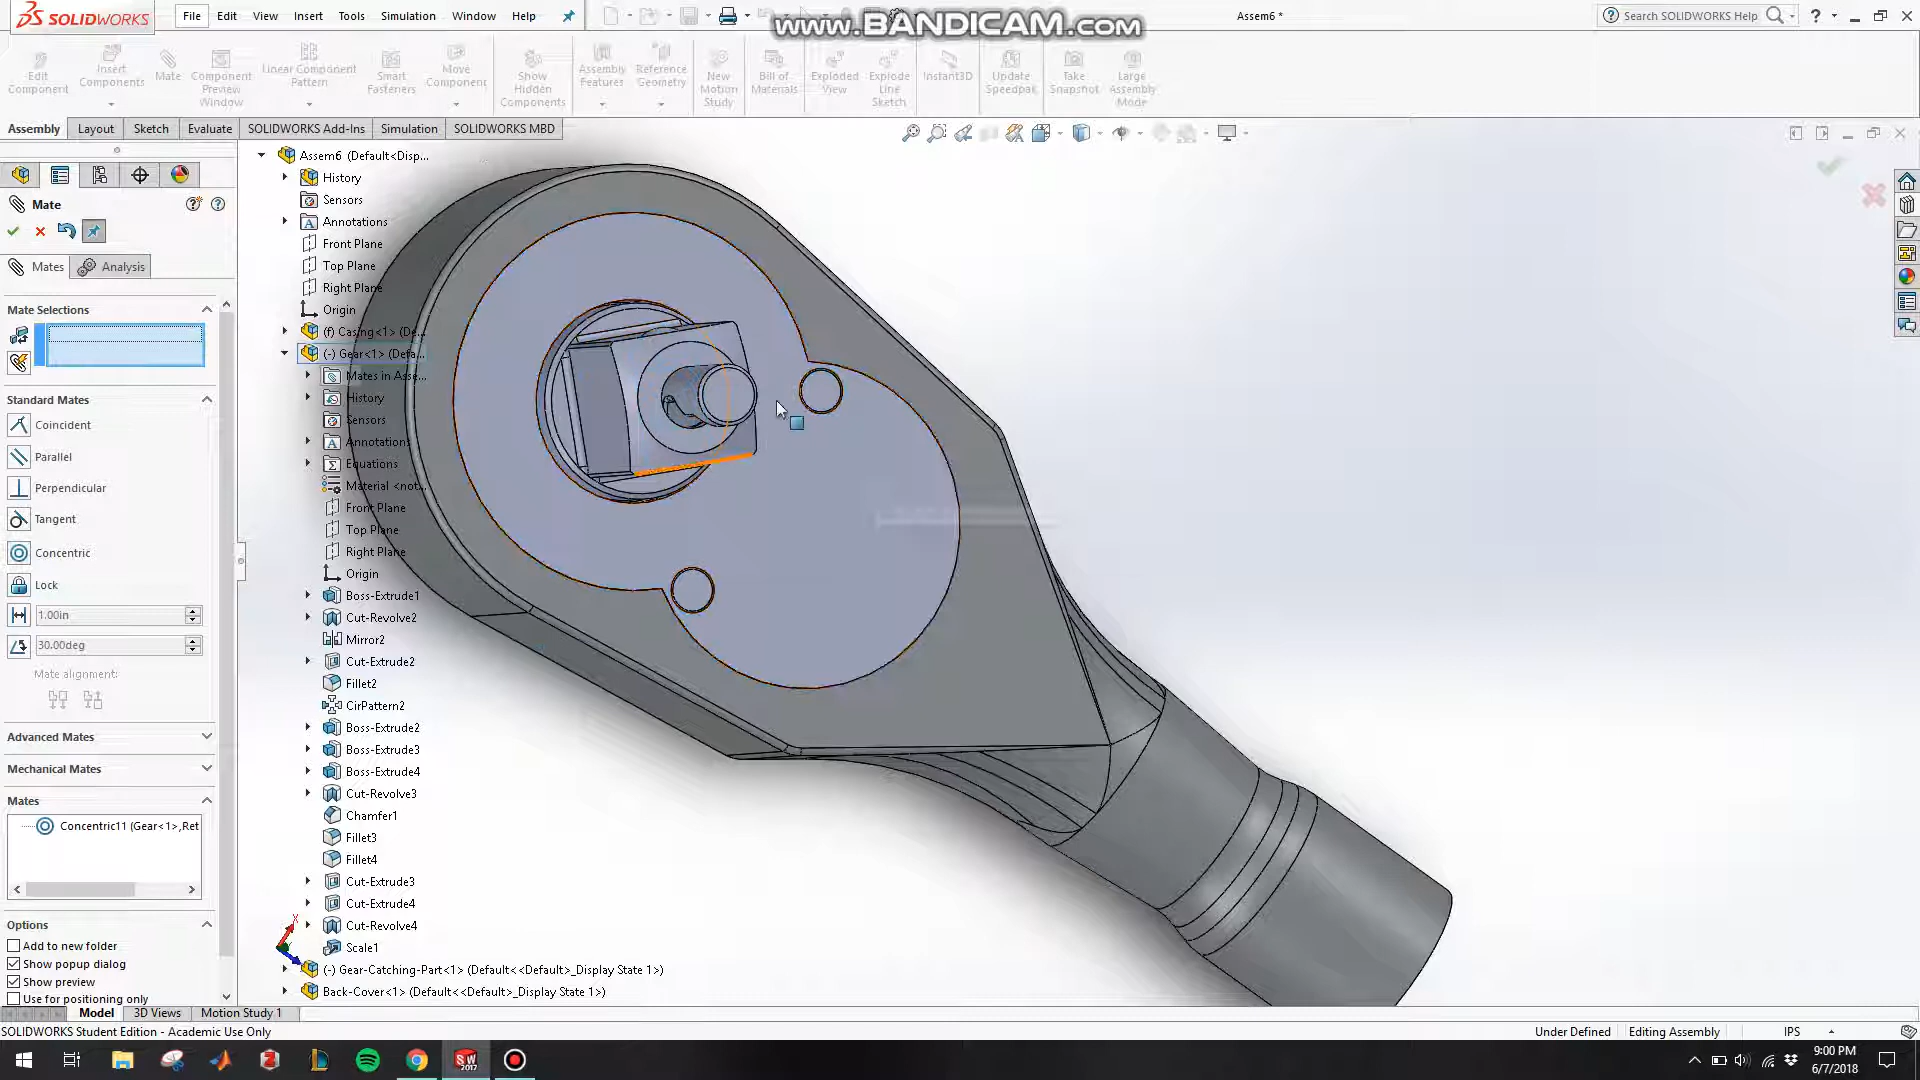 SOLIDWORKS
File Edit View Insert Tools Simulation Window Help
www.BANDICAM.com
Assem6 *
Search SOLIDWORKS Help
Edit Component
Insert Components
Mate
Component Preview Window
Linear Component Pattern
Smart Fasteners
Move Component
Show Hidden Components
Assembly Features
Reference Geometry
New Motion Study
Bill of Materials
Exploded View
Explode Line Sketch
Instant3D
Update Speedpak
Take Snapshot
Large Assembly Mode
Assembly Layout Sketch Evaluate SOLIDWORKS Add-Ins Simulation SOLIDWORKS MBD
Mate
Mates Analysis
Mate Selections
Standard Mates
Coincident
Parallel
Perpendicular
Tangent
Concentric
Lock
1.00in
30.00deg
Mate alignment:
Advanced Mates
Mechanical Mates
Mates
Concentric11 (Gear<1>,Ret
Options
Add to new folder
Show popup dialog
Show preview
Use for positioning only
Assem6 (Default<Disp...
History
Sensors
Annotations
Front Plane
Top Plane
Right Plane
Origin
(f) Casing<1> (De...
(-) Gear<1> (Defa...
Mates in Asse...
History
Sensors
Annotations
Equations
Material <not...
Front Plane
Top Plane
Right Plane
Origin
Boss-Extrude1
Cut-Revolve2
Mirror2
Cut-Extrude2
Fillet2
CirPattern2
Boss-Extrude2
Boss-Extrude3
Boss-Extrude4
Cut-Revolve3
Chamfer1
Fillet3
Fillet4
Cut-Extrude3
Cut-Extrude4
Cut-Revolve4
Scale1
(-) Gear-Catching-Part<1> (Default<<Default>_Display State 1>)
Back-Cover<1> (Default<<Default>_Display State 1>)
X
Model 3D Views Motion Study 1
SOLIDWORKS Student Edition - Academic Use Only
Under Defined Editing Assembly IPS
SW 2017
9:00 PM
6/7/2018